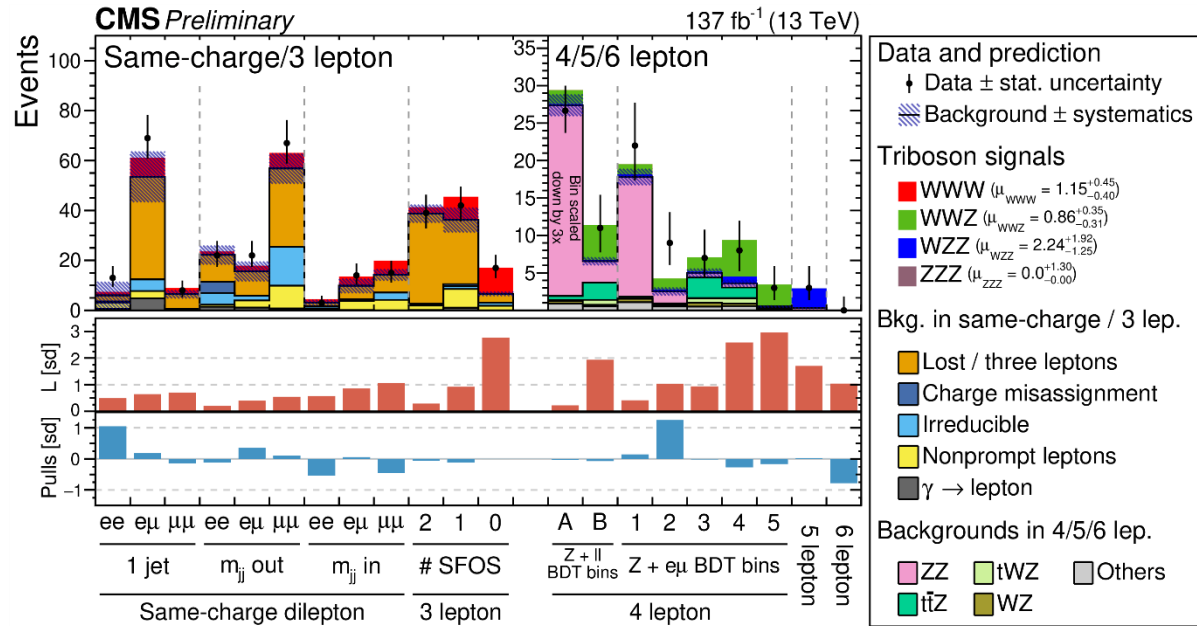 CMS Preliminary
137 fb⁻¹ (13 TeV)
Events
100
80
60
40
20
0
Same-charge/3 lepton
35
30
25
20
15
10
5
0
4/5/6 lepton
Bin scaled
down by 3x
L [sd]
3
2
1
0
Pulls [sd]
1
0
−1
ee eμ μμ ee eμ μμ ee eμ μμ 2 1 0 A B 1 2 3 4 5
1 jet
m_jj out
m_jj in
# SFOS
Z + ll
BDT bins
Z + eμ BDT bins
5 lepton
6 lepton
Same-charge dilepton
3 lepton
4 lepton
Data and prediction
Data ± stat. uncertainty
Background ± systematics
Triboson signals
WWW (μ_WWW = 1.15 +0.45 −0.40)
WWZ (μ_WWZ = 0.86 +0.35 −0.31)
WZZ (μ_WZZ = 2.24 +1.92 −1.25)
ZZZ (μ_ZZZ = 0.0 +1.30 −0.00)
Bkg. in same-charge / 3 lep.
Lost / three leptons
Charge misassignment
Irreducible
Nonprompt leptons
γ → lepton
Backgrounds in 4/5/6 lep.
ZZ tWZ Others
tt̄Z WZ